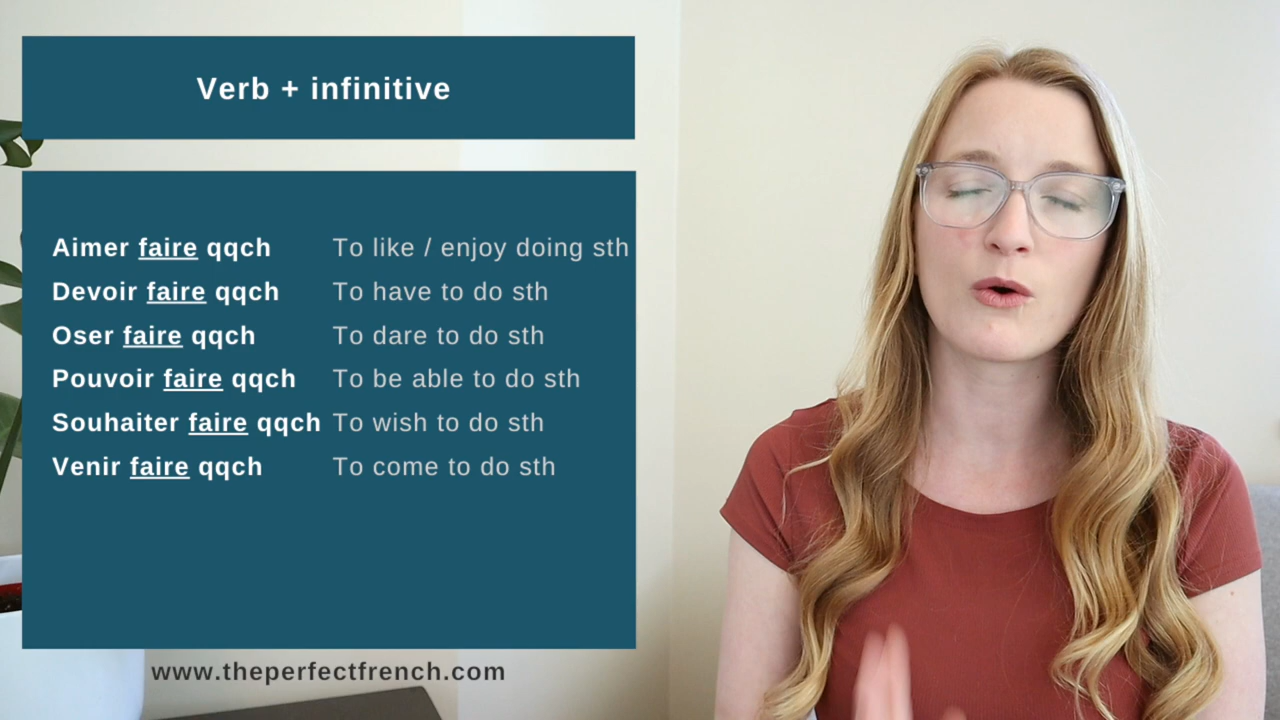 Verb + infinitive
Aimer faire qqch To like / enjoy doing sth
Devoir faire qqch To have to do sth
Oser faire qqch To dare to do sth
Pouvoir faire qqch To be able to do sth
Souhaiter faire qqch To wish to do sth
Venir faire qqch To come to do sth
www.theperfectfrench.com